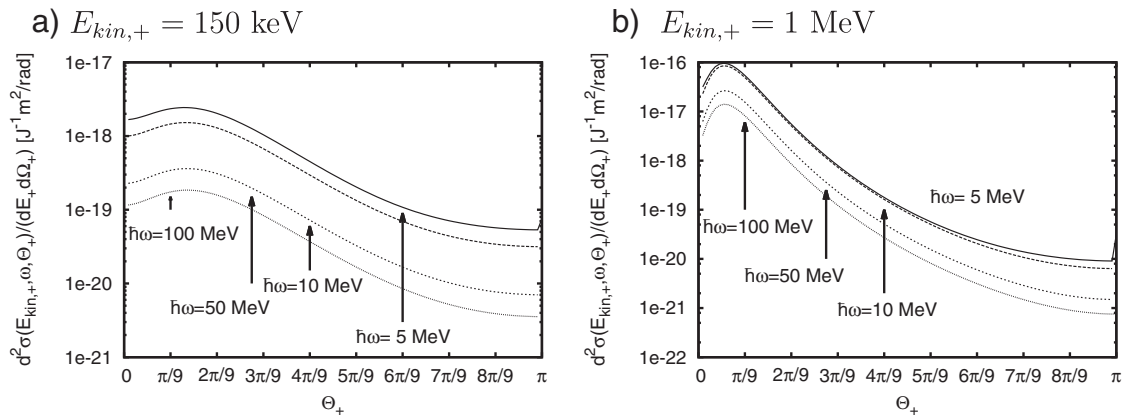 a) E_{kin,+} = 150 keV
d²σ(E_{kin,+},ω,Θ_+)/(dE_+dΩ_+) [J⁻¹m²/rad]
1e-17
1e-18
1e-19
1e-20
1e-21
ħω=100 MeV
ħω=50 MeV
ħω=10 MeV
ħω= 5 MeV
0 π/9 2π/9 3π/9 4π/9 5π/9 6π/9 7π/9 8π/9 π
Θ_+
b) E_{kin,+} = 1 MeV
d²σ(E_{kin,+},ω,Θ_+)/(dE_+dΩ_+) [J⁻¹m²/rad]
1e-16
1e-17
1e-18
1e-19
1e-20
1e-21
1e-22
ħω= 5 MeV
ħω=100 MeV
ħω=50 MeV
ħω=10 MeV
0 π/9 2π/9 3π/9 4π/9 5π/9 6π/9 7π/9 8π/9 π
Θ_+